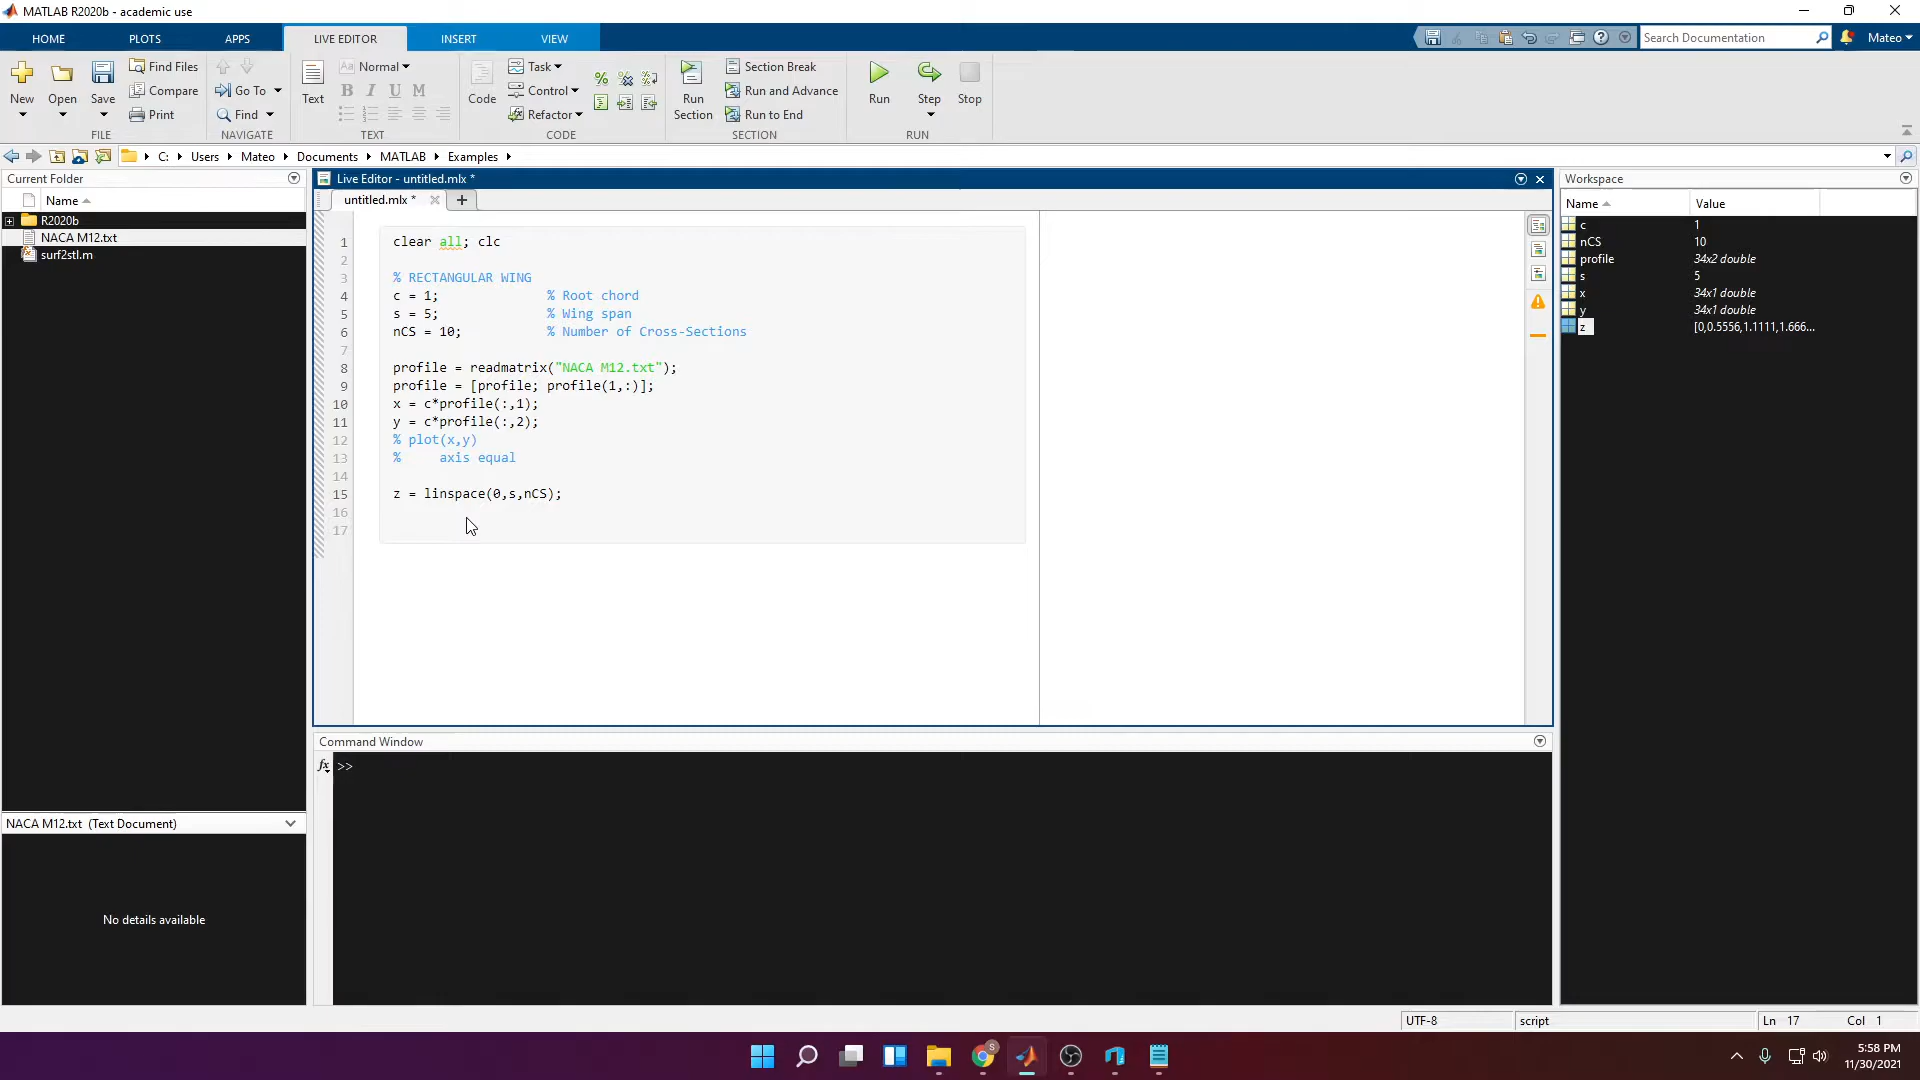 MATLAB R2020b - academic use
HOME PLOTS APPS LIVE EDITOR INSERT VIEW
Search Documentation
Mateo
New Open Save
Find Files
Compare
Print
FILE
Go To
Find
NAVIGATE
Text
Aa Normal
B I U M
TEXT
Code
Task
Control
Refactor
CODE
Run Section
Section Break
Run and Advance
Run to End
SECTION
Run Step Stop
RUN
C: Users Mateo Documents MATLAB Examples
Current Folder
Name
R2020b
NACA M12.txt
surf2stl.m
NACA M12.txt (Text Document)
No details available
Live Editor - untitled.mlx *
untitled.mlx *
1 clear all; clc
2
3 % RECTANGULAR WING
4 c = 1; % Root chord
5 s = 5; % Wing span
6 nCS = 10; % Number of Cross-Sections
7
8 profile = readmatrix("NACA M12.txt");
9 profile = [profile; profile(1,:)];
10 x = c*profile(:,1);
11 y = c*profile(:,2);
12 % plot(x,y)
13 % axis equal
14
15 z = linspace(0,s,nCS);
16
17
Command Window
fx >>
Workspace
Name Value
c 1
nCS 10
profile 34x2 double
s 5
x 34x1 double
y 34x1 double
z [0,0.5556,1.1111,1.666...
UTF-8 script Ln 17 Col 1
S
5:58 PM
11/30/2021